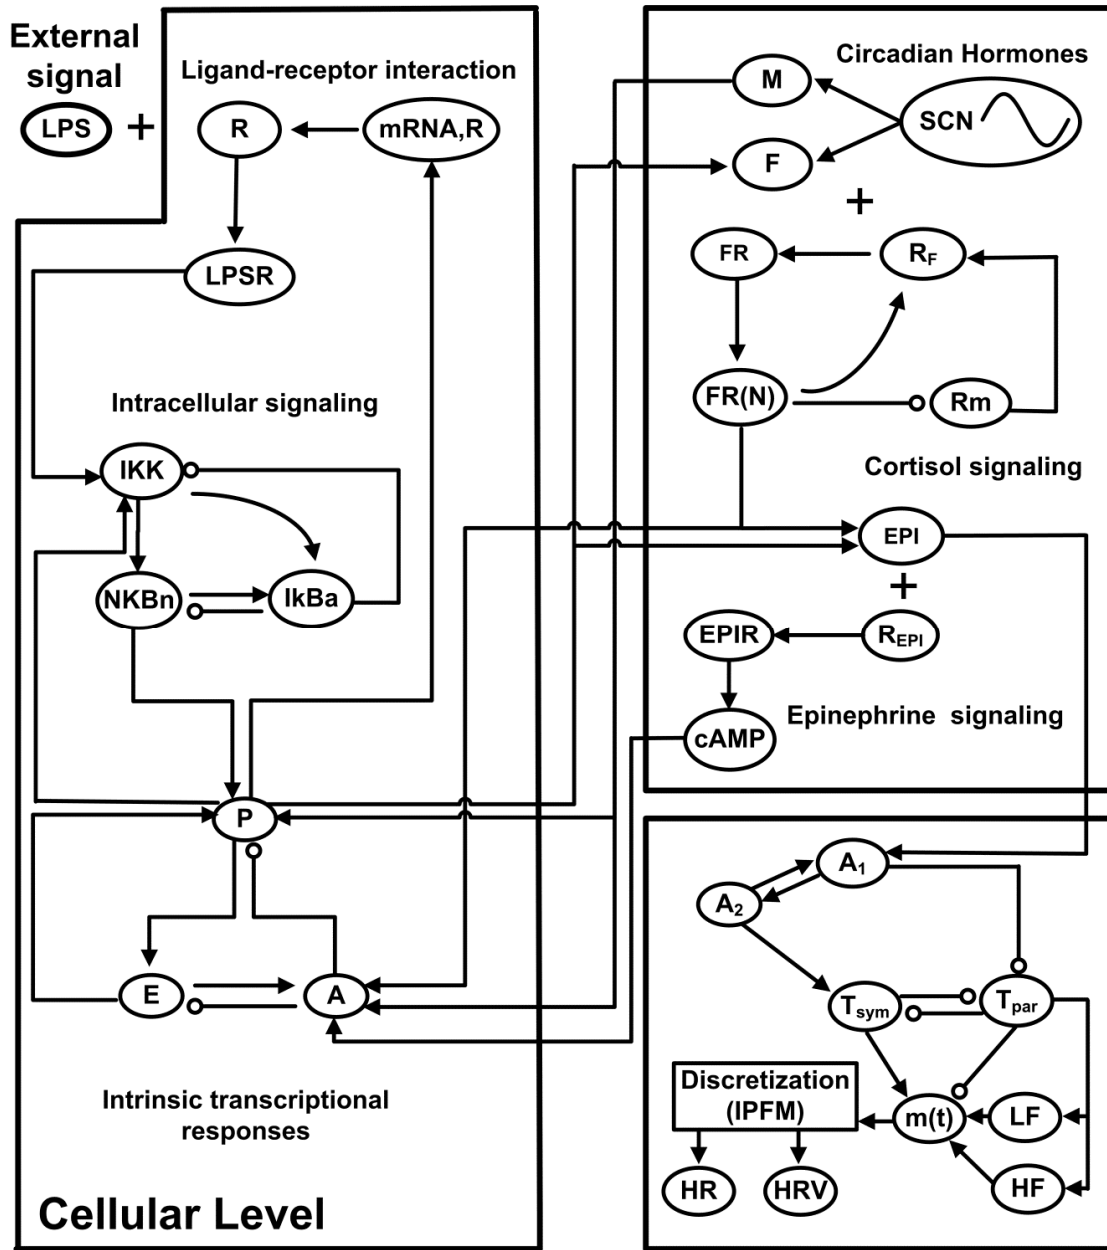 External
signal
LPS
+
Ligand-receptor interaction
R
mRNA,R
LPSR
Intracellular signaling
IKK
NKBn
IkBa
P
E
A
Intrinsic transcriptional
responses
Cellular Level
Circadian Hormones
M
SCN
F
+
FR
RF
FR(N)
Rm
Cortisol signaling
EPI
+
EPIR
REPI
Epinephrine signaling
cAMP
A1
A2
Tsym
Tpar
Discretization
(IPFM)
m(t)
LF
HR
HRV
HF